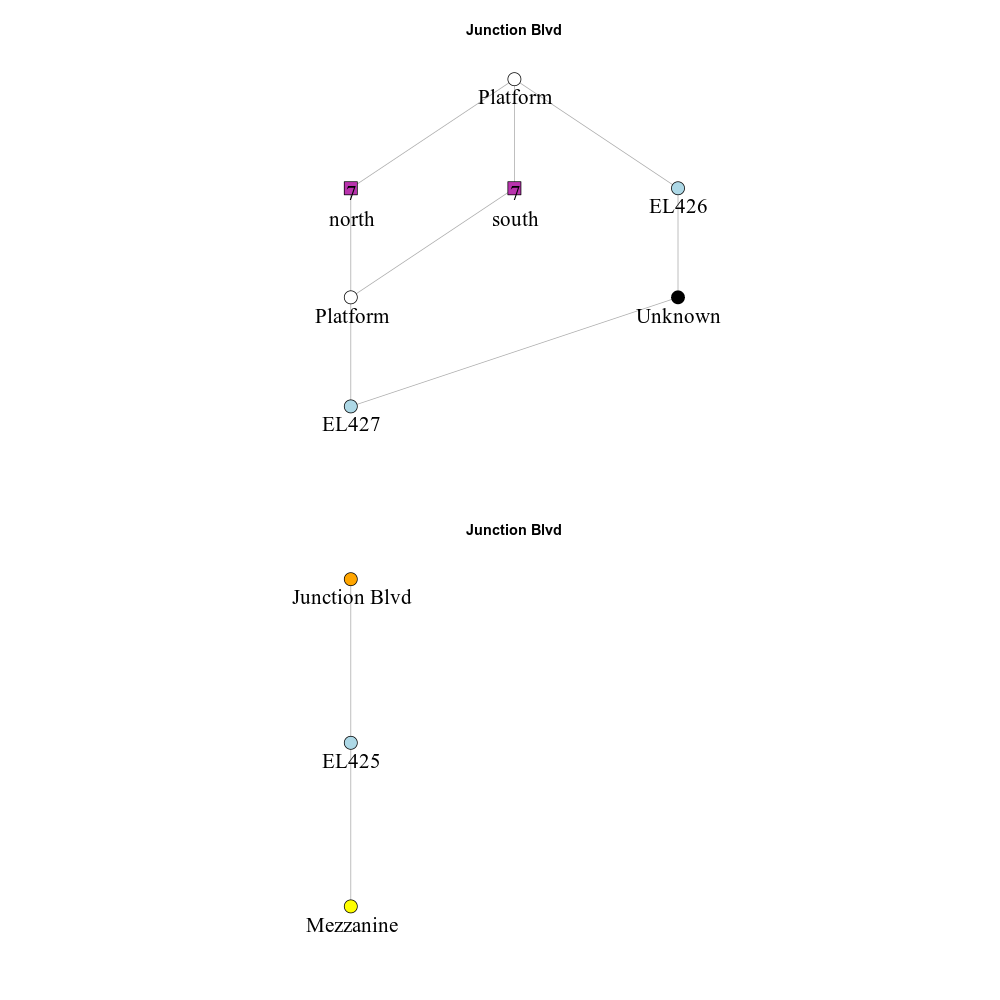 Junction Blvd
Platform
7
7
EL426
north
south
Platform
Unknown
EL427
Junction Blvd
Junction Blvd
EL425
Mezzanine